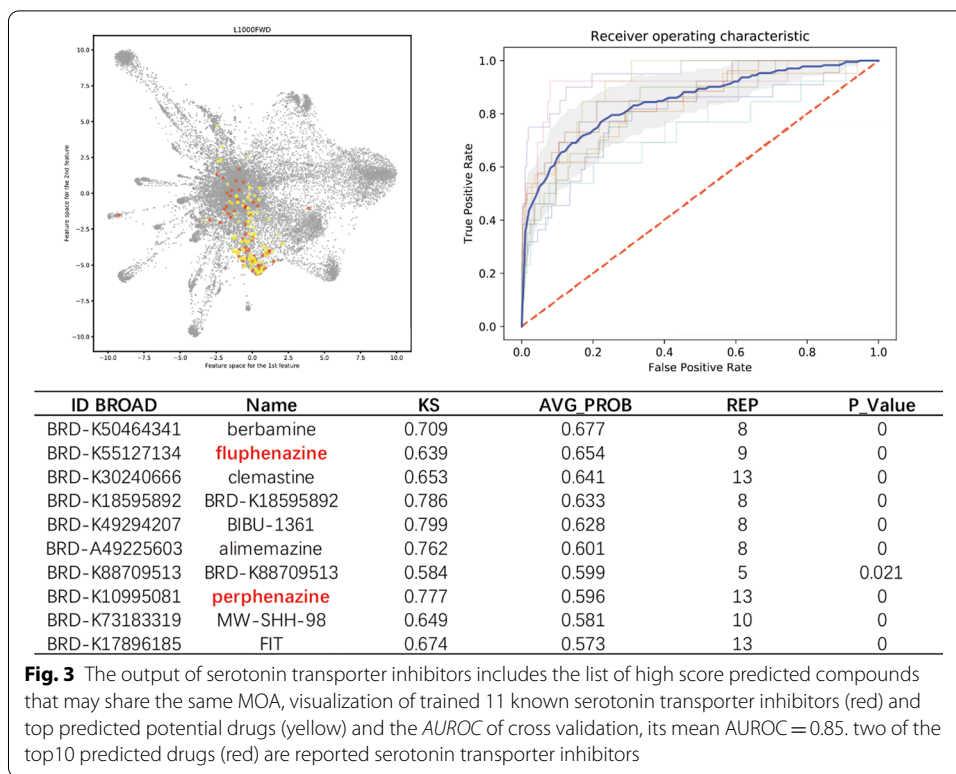 L1000FWD
10.0
7.5
5.0
2.5
0.0
−2.5
−5.0
−7.5
−10.0
Feature space for the 2nd feature
−10.0 −7.5 −5.0 −2.5 0.0 2.5 5.0 7.5 10.0
Feature space for the 1st feature
Receiver operating characteristic
1.0
0.8
0.6
0.4
0.2
0.0
True Positive Rate
0.0 0.2 0.4 0.6 0.8 1.0
False Positive Rate
ID BROAD Name KS AVG_PROB REP P_Value
BRD-K50464341 berbamine 0.709 0.677 8 0
BRD-K55127134 fluphenazine 0.639 0.654 9 0
BRD-K30240666 clemastine 0.653 0.641 13 0
BRD-K18595892 BRD-K18595892 0.786 0.633 8 0
BRD-K49294207 BIBU-1361 0.799 0.628 8 0
BRD-A49225603 alimemazine 0.762 0.601 8 0
BRD-K88709513 BRD-K88709513 0.584 0.599 5 0.021
BRD-K10995081 perphenazine 0.777 0.596 13 0
BRD-K73183319 MW-SHH-98 0.649 0.581 10 0
BRD-K17896185 FIT 0.674 0.573 13 0
Fig. 3 The output of serotonin transporter inhibitors includes the list of high score predicted compounds
that may share the same MOA, visualization of trained 11 known serotonin transporter inhibitors (red) and
top predicted potential drugs (yellow) and the AUROC of cross validation, its mean AUROC = 0.85. two of the
top10 predicted drugs (red) are reported serotonin transporter inhibitors